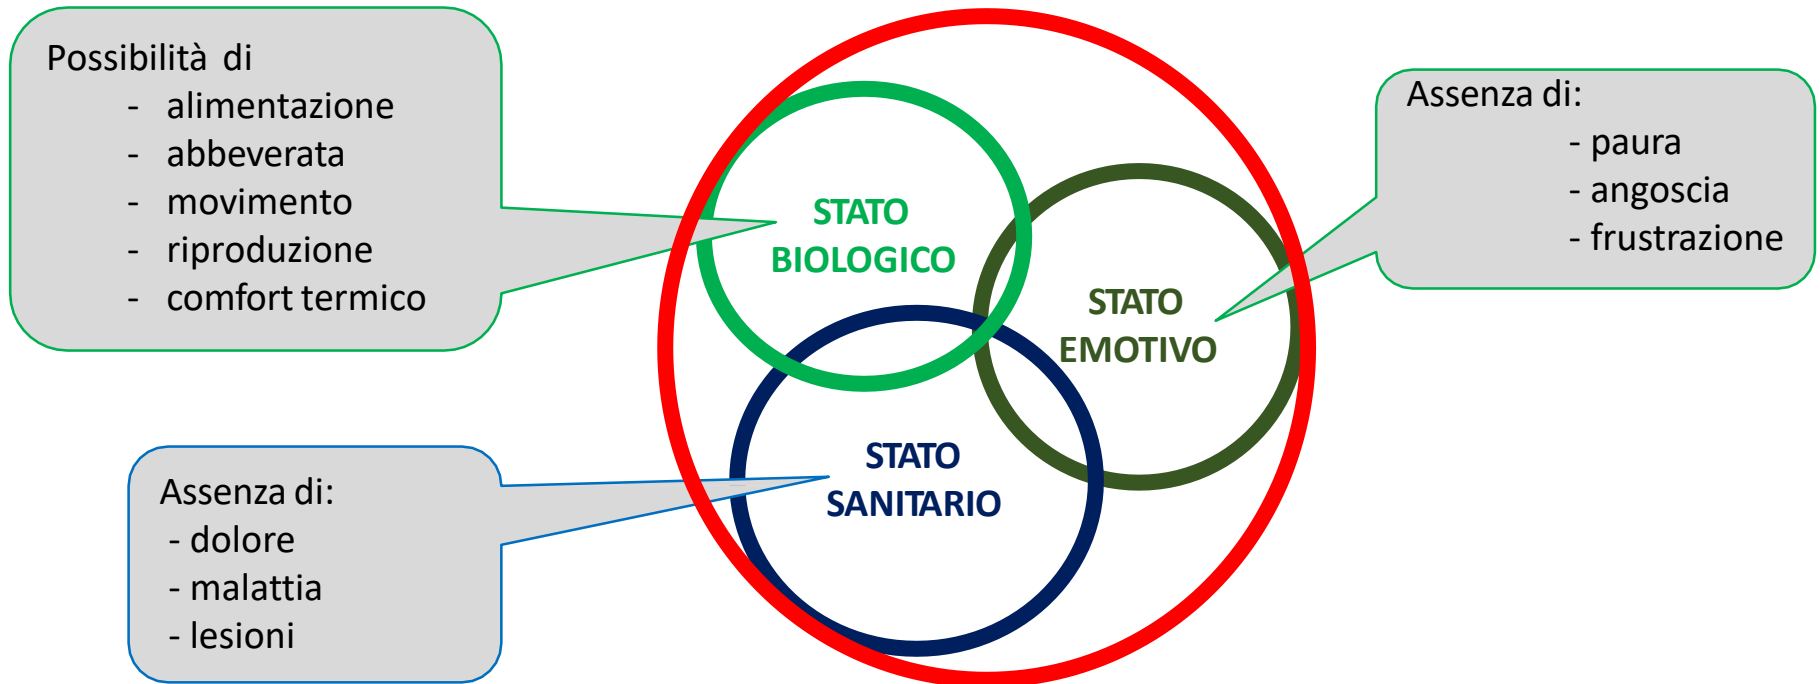 Possibilità di
- alimentazione
- abbeverata
- movimento
- riproduzione
- comfort termico
STATO
BIOLOGICO
Assenza di:
- paura
- angoscia
- frustrazione
STATO
EMOTIVO
Assenza di:
- dolore
- malattia
- lesioni
STATO
SANITARIO